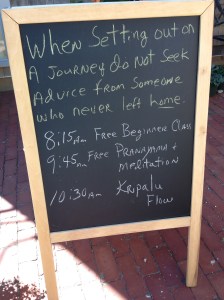 When Setting out on
A Journey do Not Seek
Advice from Someone
who never left home.
8:15am Free Beginner Class
9:45am Free Pranayama +
meditation
10:30am Kripalu
Flow